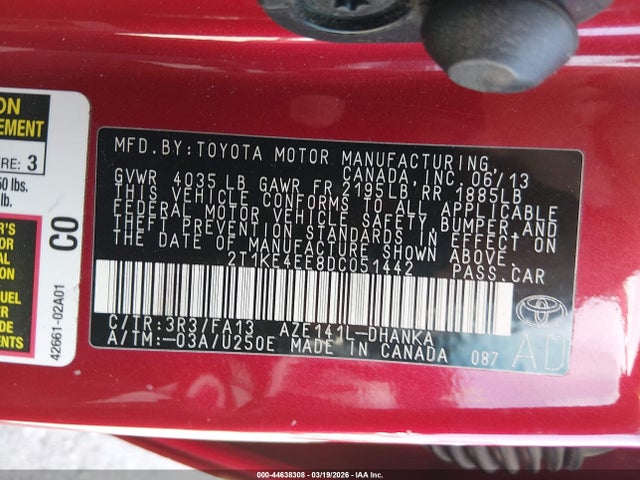 MFD.BY:TOYOTA MOTOR MANUFACTURING
CANADA, INC. 06/13
GVWR 4035 LB GAWR FR 2195LB RR 1885LB
THIS VEHICLE CONFORMS TO ALL APPLICABLE
FEDERAL MOTOR VEHICLE SAFETY, BUMPER, AND
THEFT PREVENTION STANDARDS IN EFFECT ON
THE DATE OF MANUFACTURE SHOWN ABOVE.
2T1KE4EE8DC051442 PASS.CAR
C/TR:3R3/FA13 AZE141L-DHANKA
A/TM:-03A/U250E MADE IN CANADA 087
AD
CO
42661-02A01
ERE: 3
50 lbs.
lb.
000-44638308 - 03/19/2026 - IAA Inc.